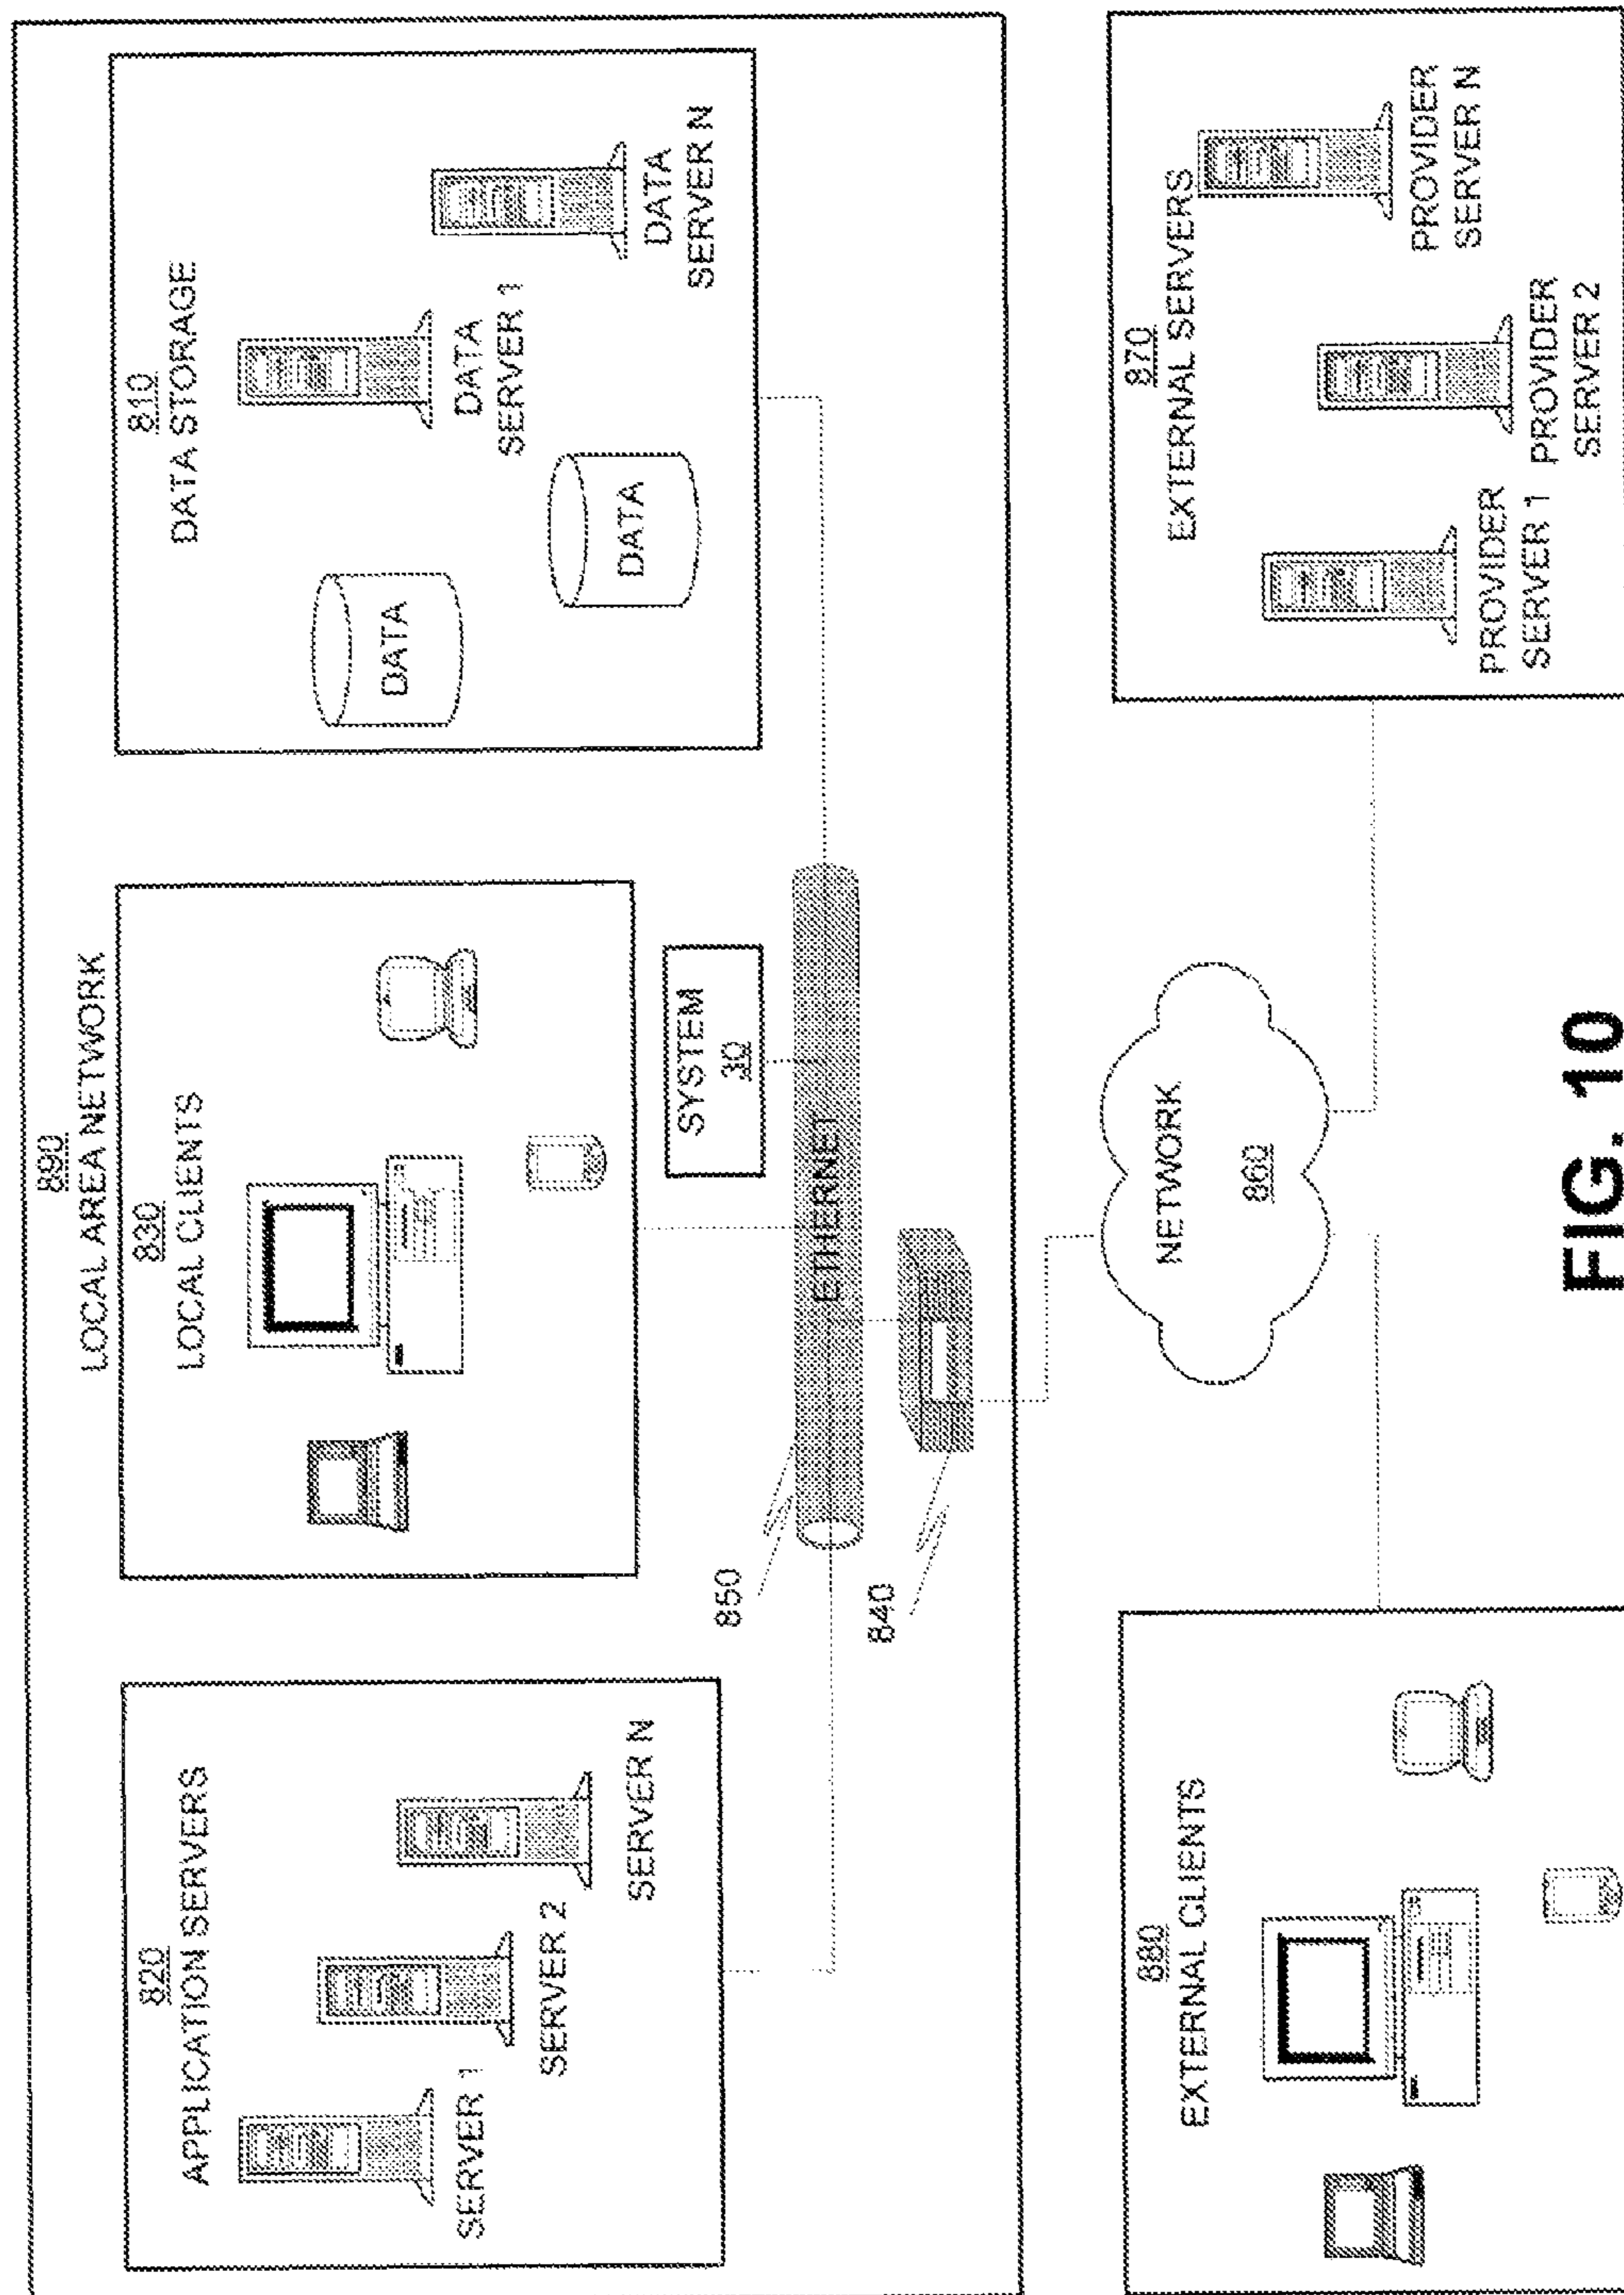 890
LOCAL AREA NETWORK
820
APPLICATION SERVERS
SERVER 1
SERVER 2
SERVER N
830
LOCAL CLIENTS
810
DATA STORAGE
DATA
DATA
DATA
SERVER 1
DATA
SERVER N
SYSTEM
30
850
ETHERNET
840
NETWORK
860
880
EXTERNAL CLIENTS
870
EXTERNAL SERVERS
PROVIDER
SERVER 1
PROVIDER
SERVER 2
PROVIDER
SERVER N
FIG. 10